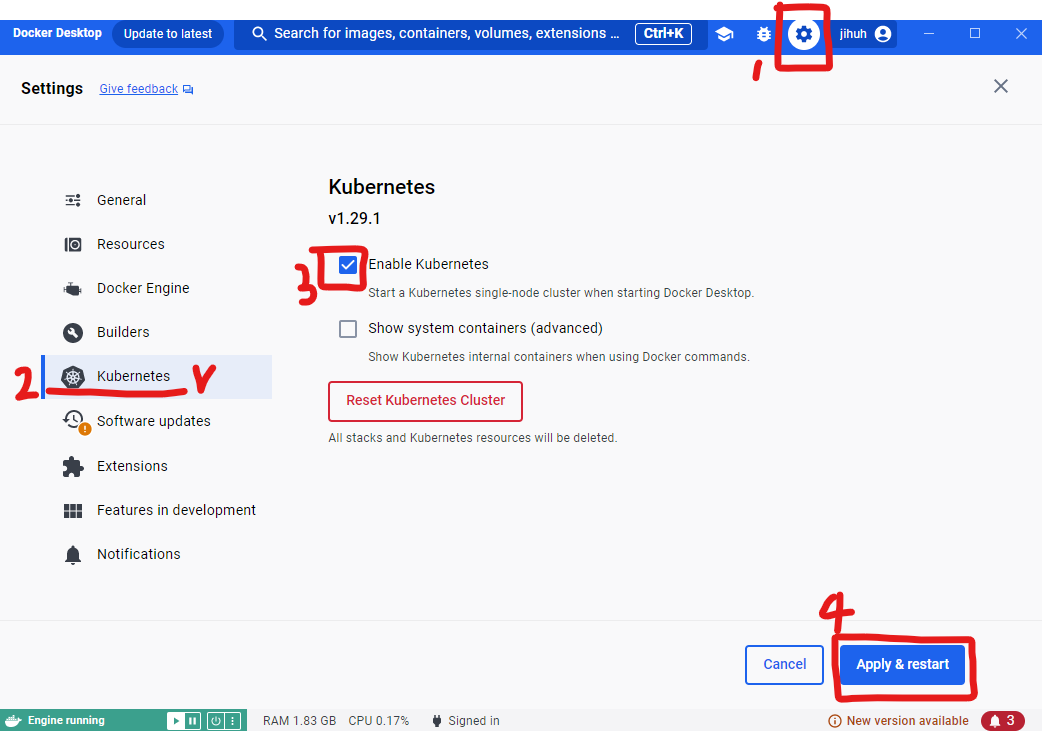 Docker Desktop Update to latest Search for images, containers, volumes, extensions ... Ctrl+K jihuh
1
Settings Give feedback
Kubernetes
v1.29.1
General
Resources
Docker Engine
Builders
2 Kubernetes V
Software updates
Extensions
Features in development
Notifications
3 Enable Kubernetes
Start a Kubernetes single-node cluster when starting Docker Desktop.
Show system containers (advanced)
Show Kubernetes internal containers when using Docker commands.
Reset Kubernetes Cluster
All stacks and Kubernetes resources will be deleted.
4
Cancel Apply & restart
Engine running RAM 1.83 GB CPU 0.17% Signed in New version available 3